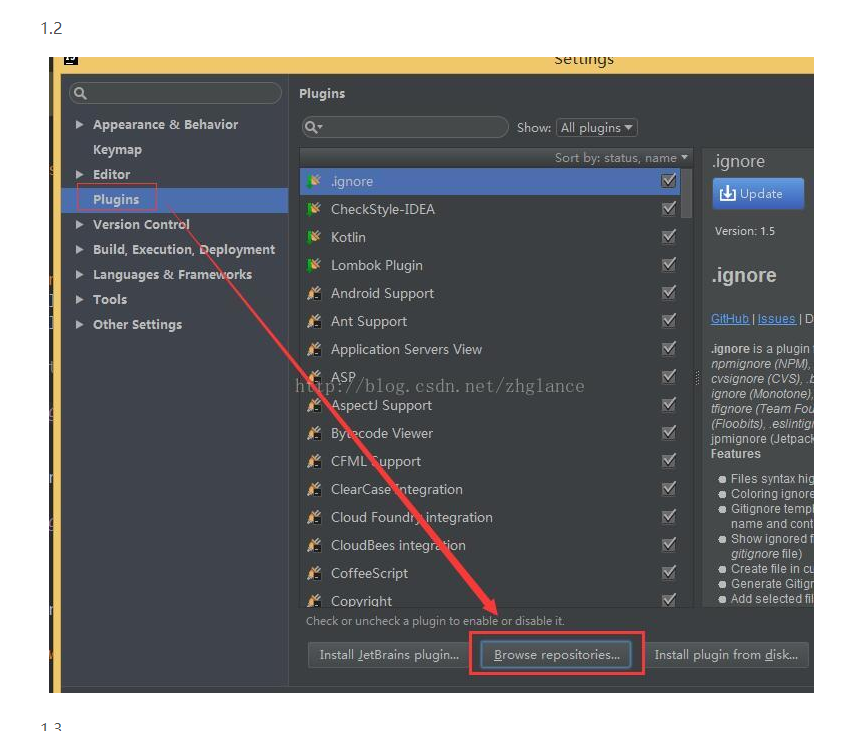 1.2
Settings
Plugins
Show: All plugins
Appearance & Behavior
Keymap
Editor
Plugins
Version Control
Build, Execution, Deployment
Languages & Frameworks
Tools
Other Settings
Sort by: status, name
.ignore
CheckStyle-IDEA
Kotlin
Lombok Plugin
Android Support
Ant Support
Application Servers View
ASP
http://blog.csdn.net/zhglance
AspectJ Support
Bytecode Viewer
CFML Support
ClearCase Integration
Cloud Foundry integration
CloudBees integration
CoffeeScript
Copyright
Check or uncheck a plugin to enable or disable it.
Install JetBrains plugin...
Browse repositories...
Install plugin from disk...
.ignore
Update
Version: 1.5
.ignore
GitHub | Issues | D
.ignore is a plugin
npmignore (NPM),
cvsignore (CVS), .
ignore (Monotone),
tfignore (Team Fou
(Floobits), .eslintig
jpmignore (Jetpack
Features
Files syntax hig
Coloring ignore
Gitignore templ
name and cont
Show ignored f
gitignore file)
Create file in cu
Generate Gitign
Add selected fil
1.3